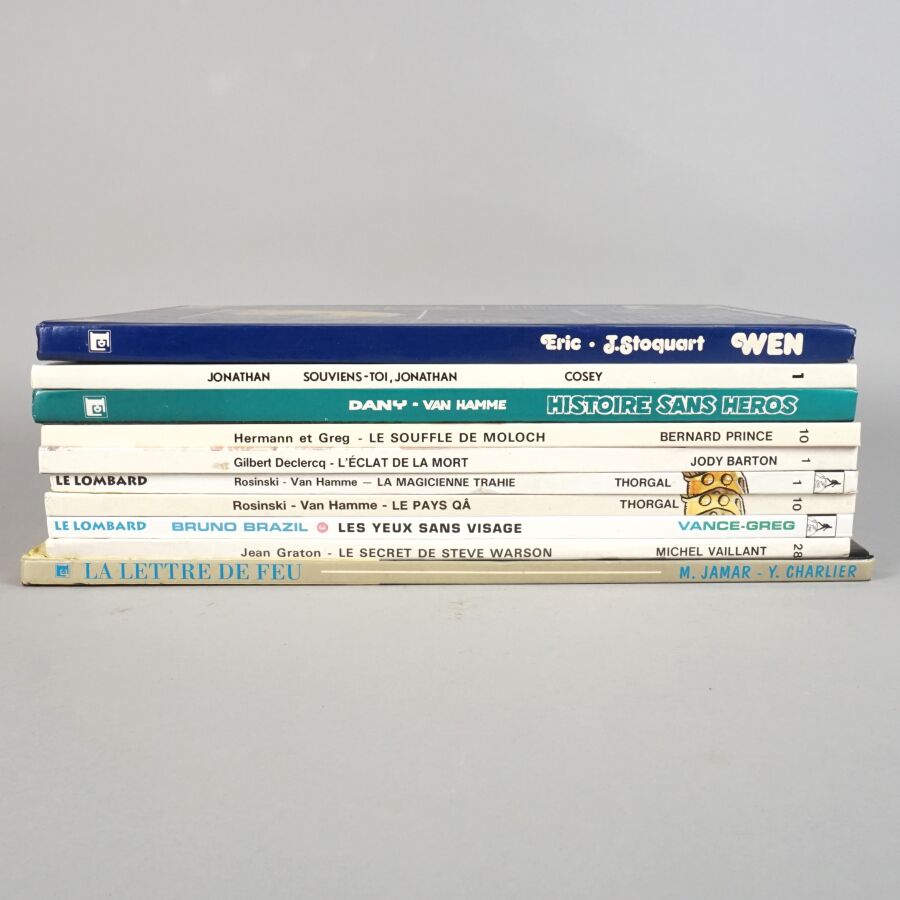 Eric • J.Stoquart WEN
JONATHAN SOUVIENS-TOI, JONATHAN COSEY 1
DANY - VAN HAMME HISTOIRE SANS HEROS
Hermann et Greg - LE SOUFFLE DE MOLOCH BERNARD PRINCE 10
Gilbert Declercq - L'ÉCLAT DE LA MORT JODY BARTON 1
LE LOMBARD Rosinski - Van Hamme — LA MAGICIENNE TRAHIE THORGAL 1
Rosinski - Van Hamme - LE PAYS QÂ THORGAL 10
LE LOMBARD BRUNO BRAZIL 3 LES YEUX SANS VISAGE VANCE-GREG
Jean Graton - LE SECRET DE STEVE WARSON MICHEL VAILLANT 28
LA LETTRE DE FEU M. JAMAR - Y. CHARLIER